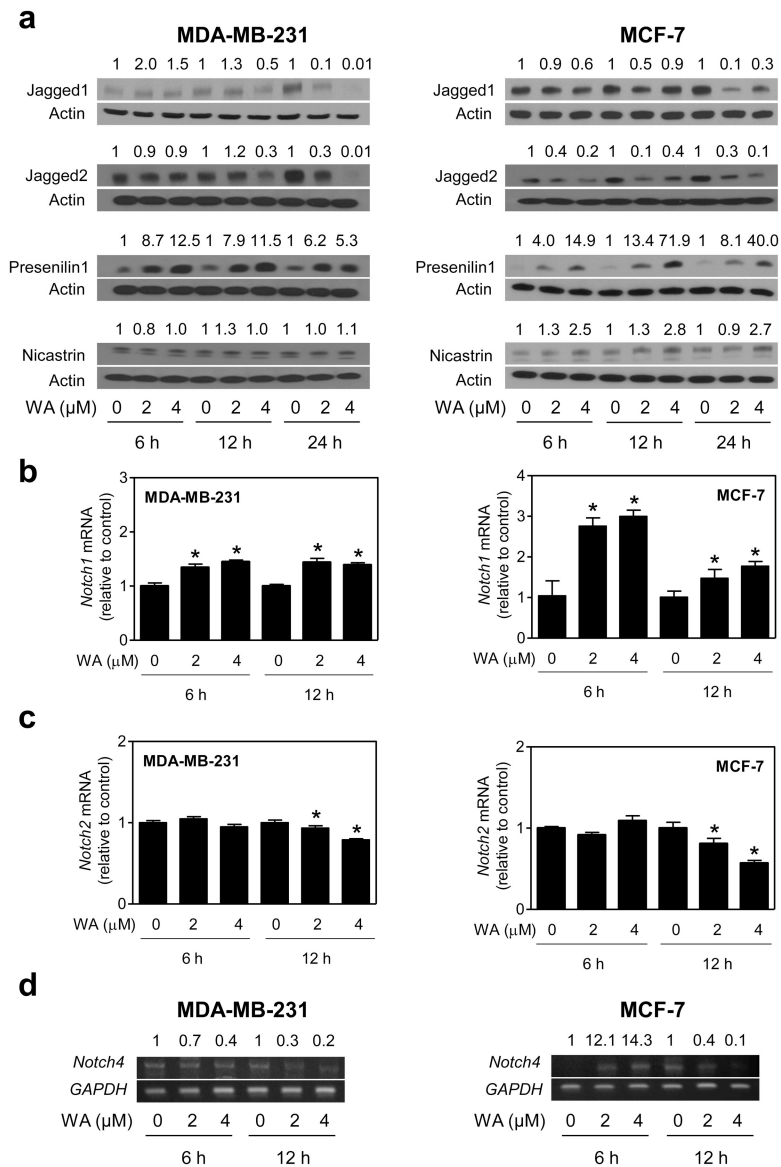 a
MDA-MB-231
1 2.0 1.5 1 1.3 0.5 1 0.1 0.01
Jagged1
Actin
1 0.9 0.9 1 1.2 0.3 1 0.3 0.01
Jagged2
Actin
1 8.7 12.5 1 7.9 11.5 1 6.2 5.3
Presenilin1
Actin
1 0.8 1.0 1 1.3 1.0 1 1.0 1.1
Nicastrin
Actin
WA (µM) 0 2 4 0 2 4 0 2 4
6 h 12 h 24 h
MCF-7
1 0.9 0.6 1 0.5 0.9 1 0.1 0.3
Jagged1
Actin
1 0.4 0.2 1 0.1 0.4 1 0.3 0.1
Jagged2
Actin
1 4.0 14.9 1 13.4 71.9 1 8.1 40.0
Presenilin1
Actin
1 1.3 2.5 1 1.3 2.8 1 0.9 2.7
Nicastrin
Actin
WA (µM) 0 2 4 0 2 4 0 2 4
6 h 12 h 24 h
b
Notch1 mRNA
(relative to control)
3
2
1
0
MDA-MB-231
* * * *
WA (µM) 0 2 4 0 2 4
6 h 12 h
Notch1 mRNA
(relative to control)
4
3
2
1
0
MCF-7
* * * *
WA (µM) 0 2 4 0 2 4
6 h 12 h
c
Notch2 mRNA
(relative to control)
2
1
0
MDA-MB-231
* *
WA (µM) 0 2 4 0 2 4
6 h 12 h
Notch2 mRNA
(relative to control)
2
1
0
MCF-7
* *
WA (µM) 0 2 4 0 2 4
6 h 12 h
d
MDA-MB-231
1 0.7 0.4 1 0.3 0.2
Notch4
GAPDH
WA (µM) 0 2 4 0 2 4
6 h 12 h
MCF-7
1 12.1 14.3 1 0.4 0.1
Notch4
GAPDH
WA (µM) 0 2 4 0 2 4
6 h 12 h